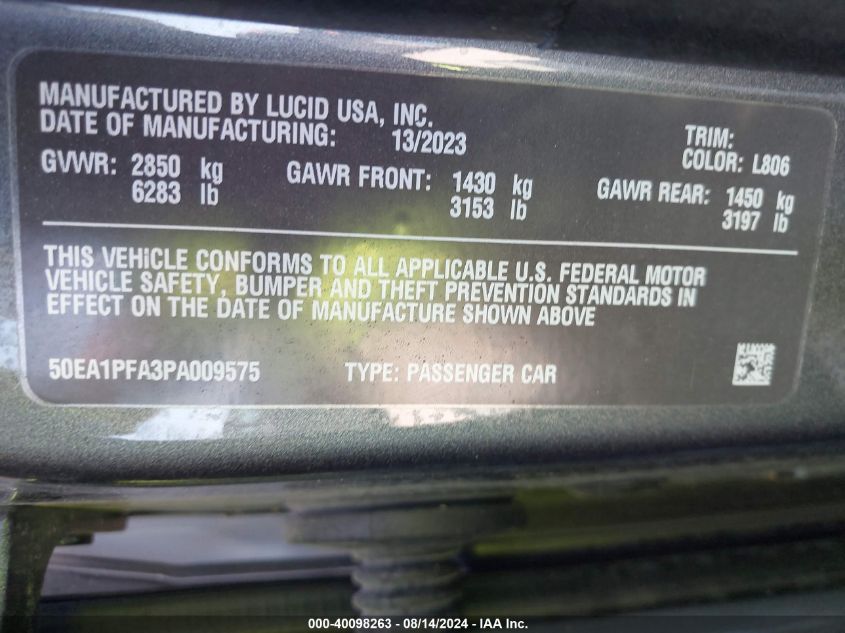 MANUFACTURED BY LUCID USA, INC.
DATE OF MANUFACTURING: 13/2023
TRIM:
COLOR: L806
GVWR: 2850 kg
6283 lb
GAWR FRONT: 1430 kg
3153 lb
GAWR REAR: 1450 kg
3197 lb
THIS VEHICLE CONFORMS TO ALL APPLICABLE U.S. FEDERAL MOTOR
VEHICLE SAFETY, BUMPER AND THEFT PREVENTION STANDARDS IN
EFFECT ON THE DATE OF MANUFACTURE SHOWN ABOVE
50EA1PFA3PA009575 TYPE: PASSENGER CAR
000-40098263 - 08/14/2024 - IAA Inc.